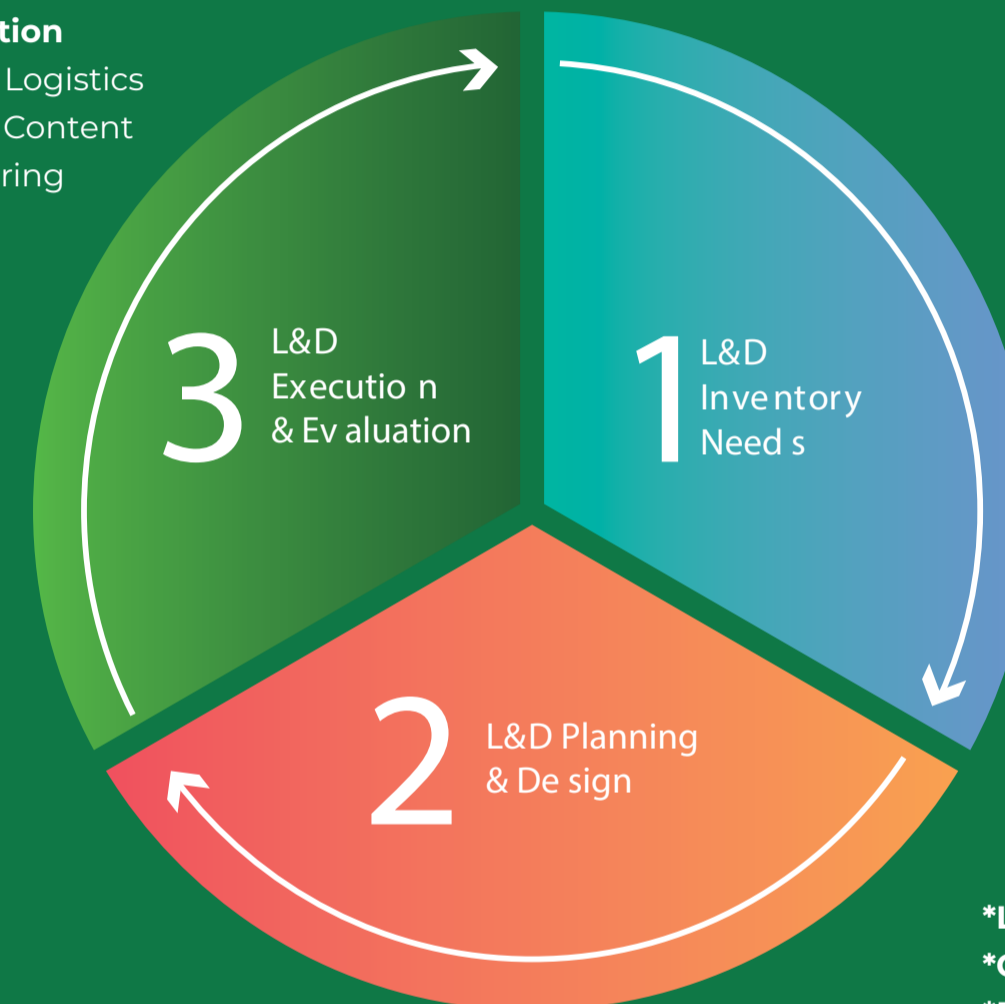 tion
Logistics
Content
ring
3
L&D
Executio n
& Ev aluation
1
L&D
Inve ntory
Need s
2
L&D Planning
& De sign
*L